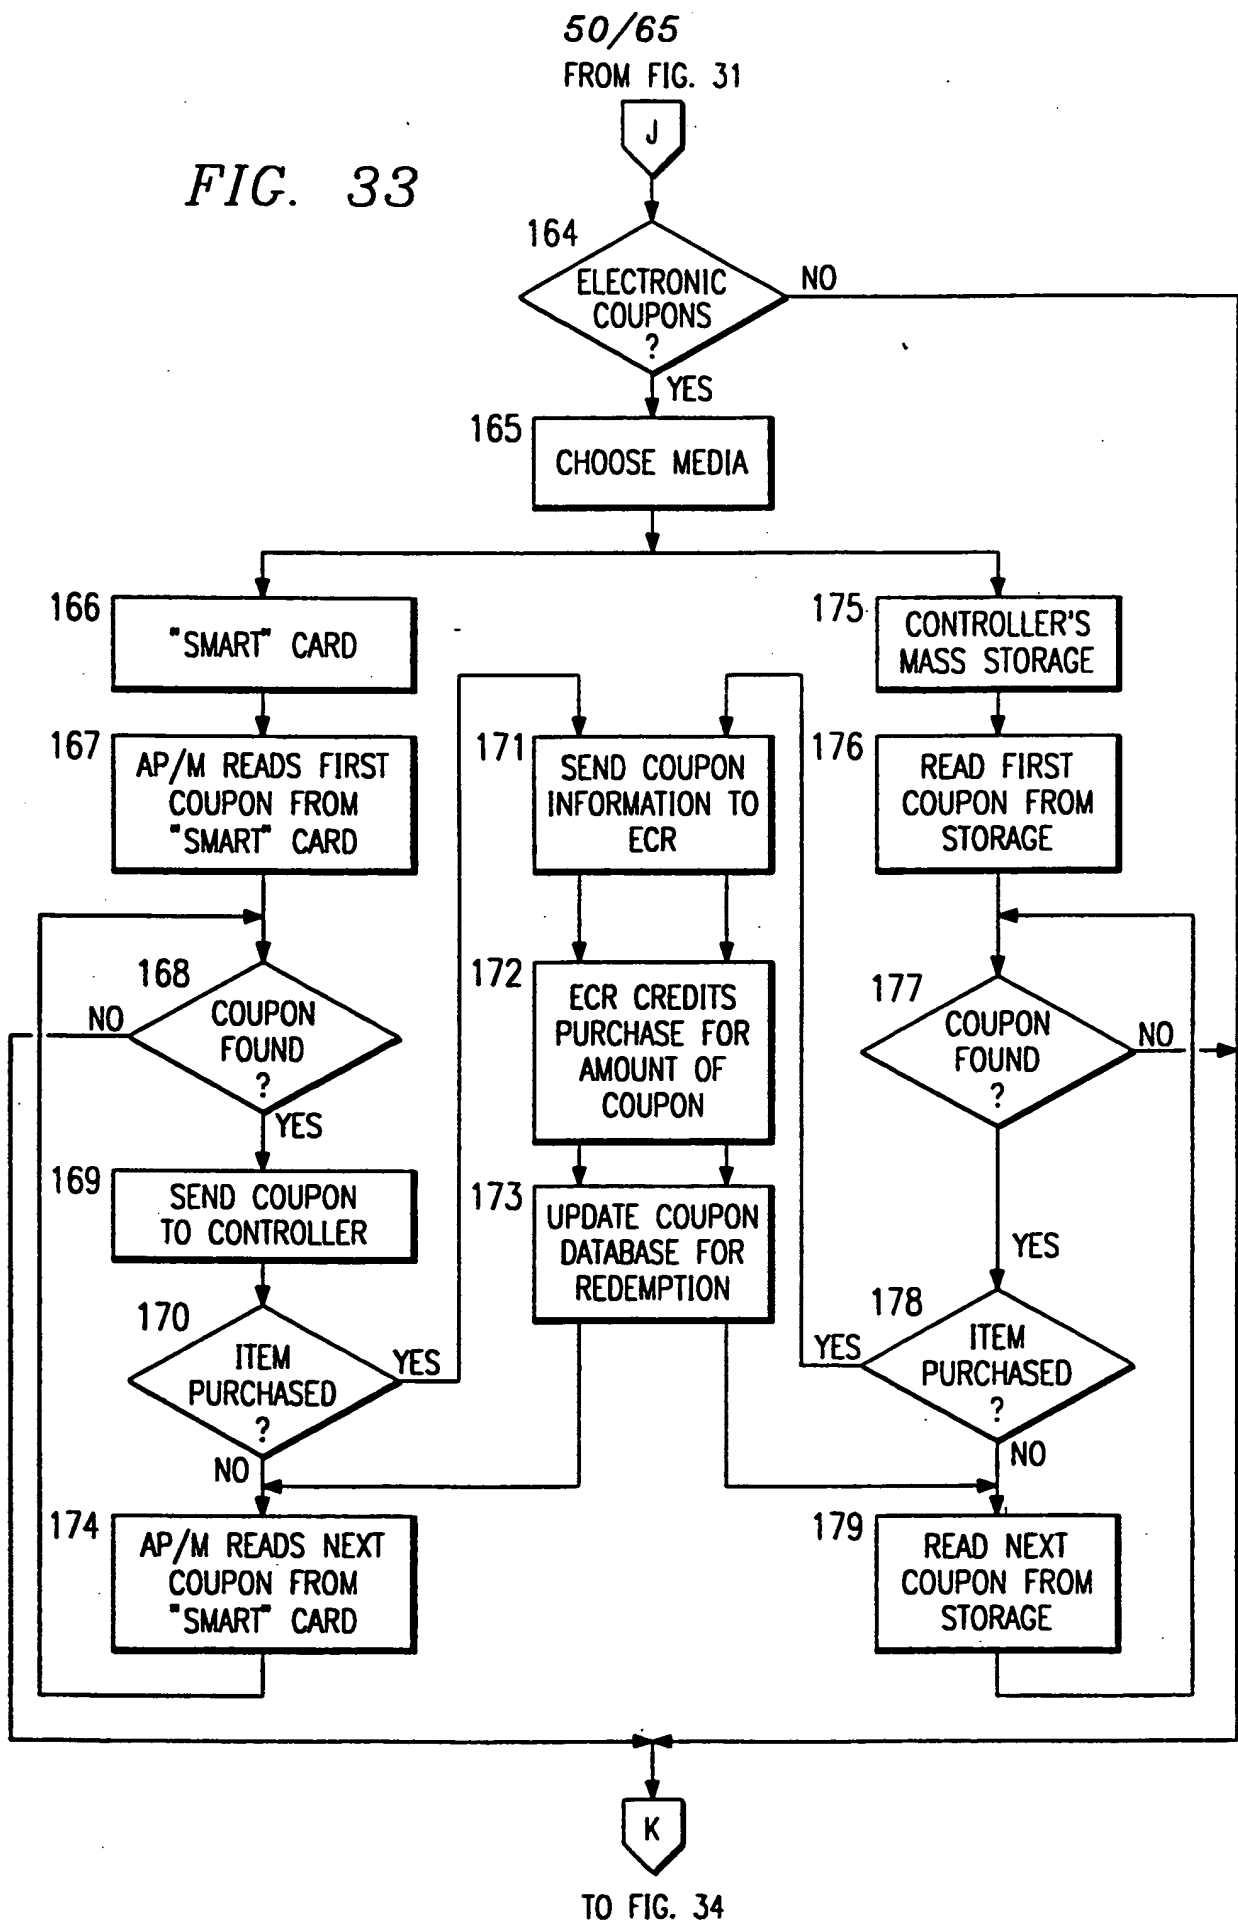 50/65
FROM FIG. 31
J
FIG. 33
164
ELECTRONIC
COUPONS
?
NO
YES
165
CHOOSE MEDIA
166
"SMART" CARD
167
AP/M READS FIRST
COUPON FROM
"SMART" CARD
168
COUPON
FOUND
?
NO
YES
169
SEND COUPON
TO CONTROLLER
170
ITEM
PURCHASED
?
YES
NO
174
AP/M READS NEXT
COUPON FROM
"SMART" CARD
171
SEND COUPON
INFORMATION TO
ECR
172
ECR CREDITS
PURCHASE FOR
AMOUNT OF
COUPON
173
UPDATE COUPON
DATABASE FOR
REDEMPTION
175
CONTROLLER'S
MASS STORAGE
176
READ FIRST
COUPON FROM
STORAGE
177
COUPON
FOUND
?
NO
YES
178
ITEM
PURCHASED
?
YES
NO
179
READ NEXT
COUPON FROM
STORAGE
K
TO FIG. 34